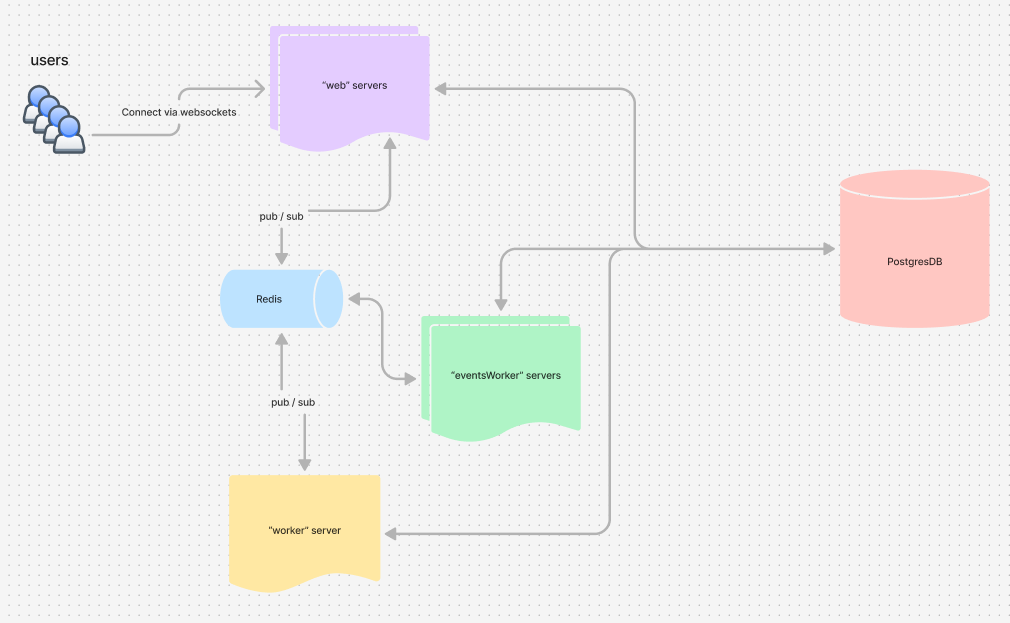 users
Connect via websockets
“web” servers
pub / sub
Redis
PostgresDB
“eventsWorker” servers
pub / sub
“worker” server